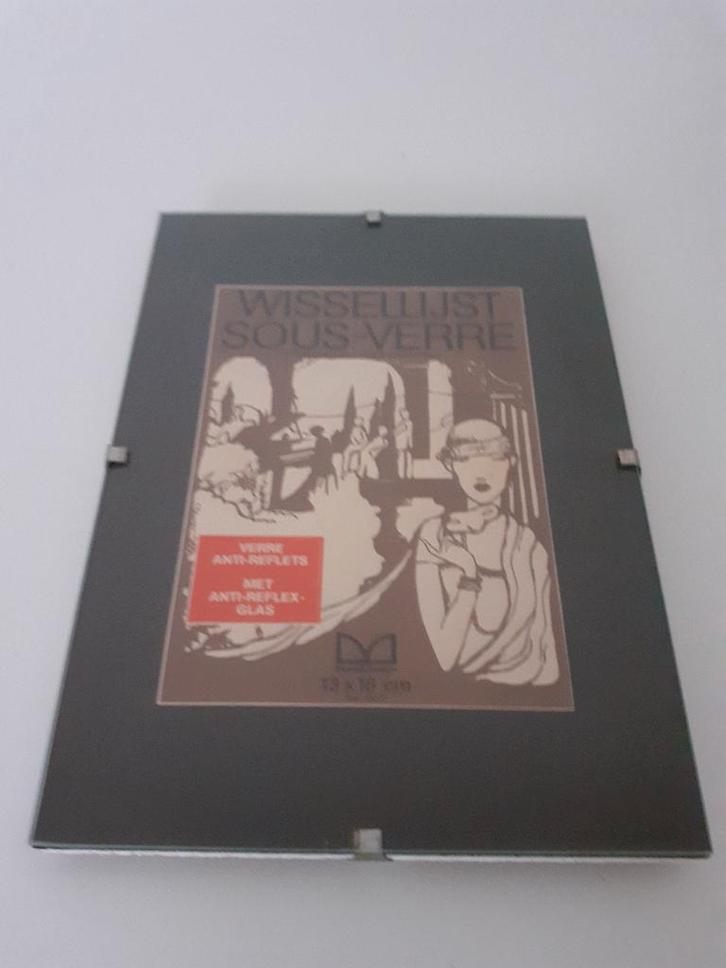 WISSELLIJST
SOUS-VERRE
VERRE
ANTI-REFLETS
MET
ANTI-REFLEX-
GLAS
13 x 18 cm